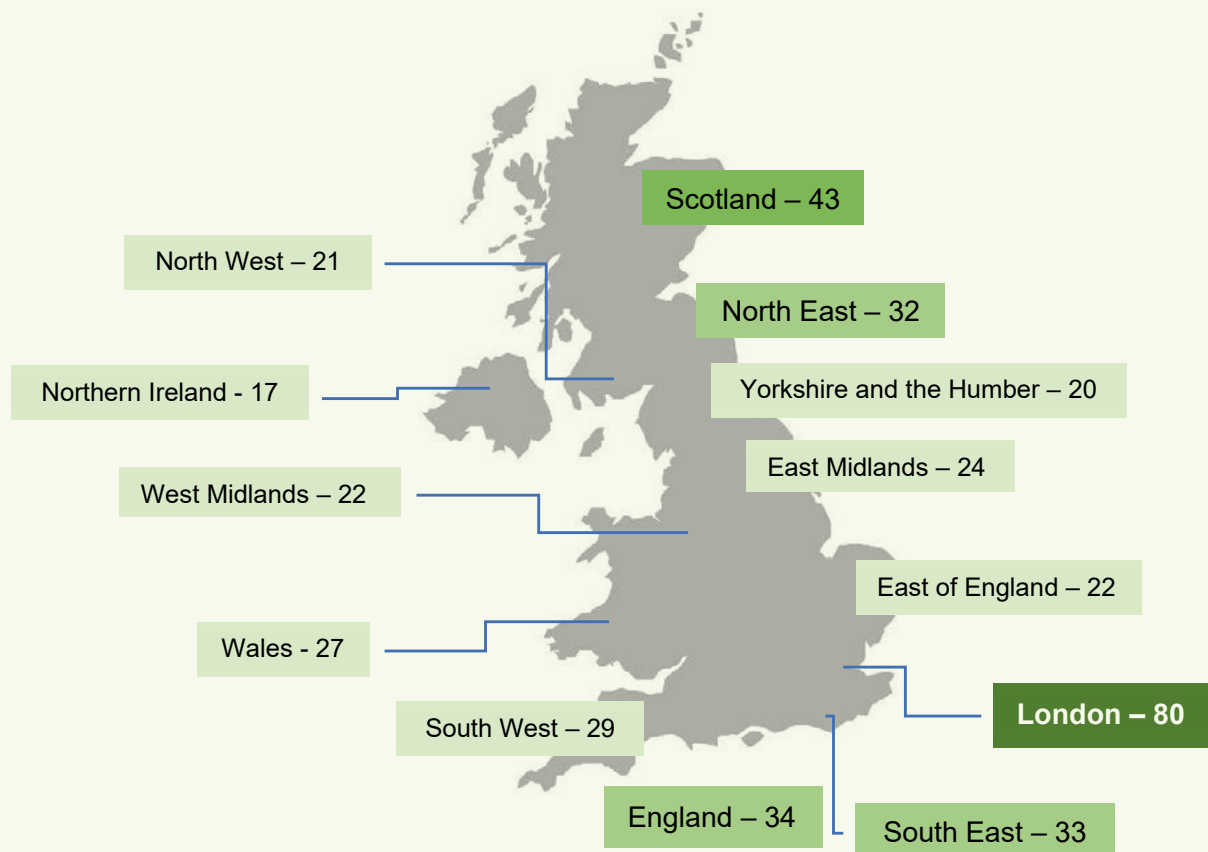 Scotland – 43
North West – 21
North East – 32
Northern Ireland - 17
Yorkshire and the Humber – 20
East Midlands – 24
West Midlands – 22
East of England – 22
Wales - 27
London – 80
South West – 29
England – 34
South East – 33